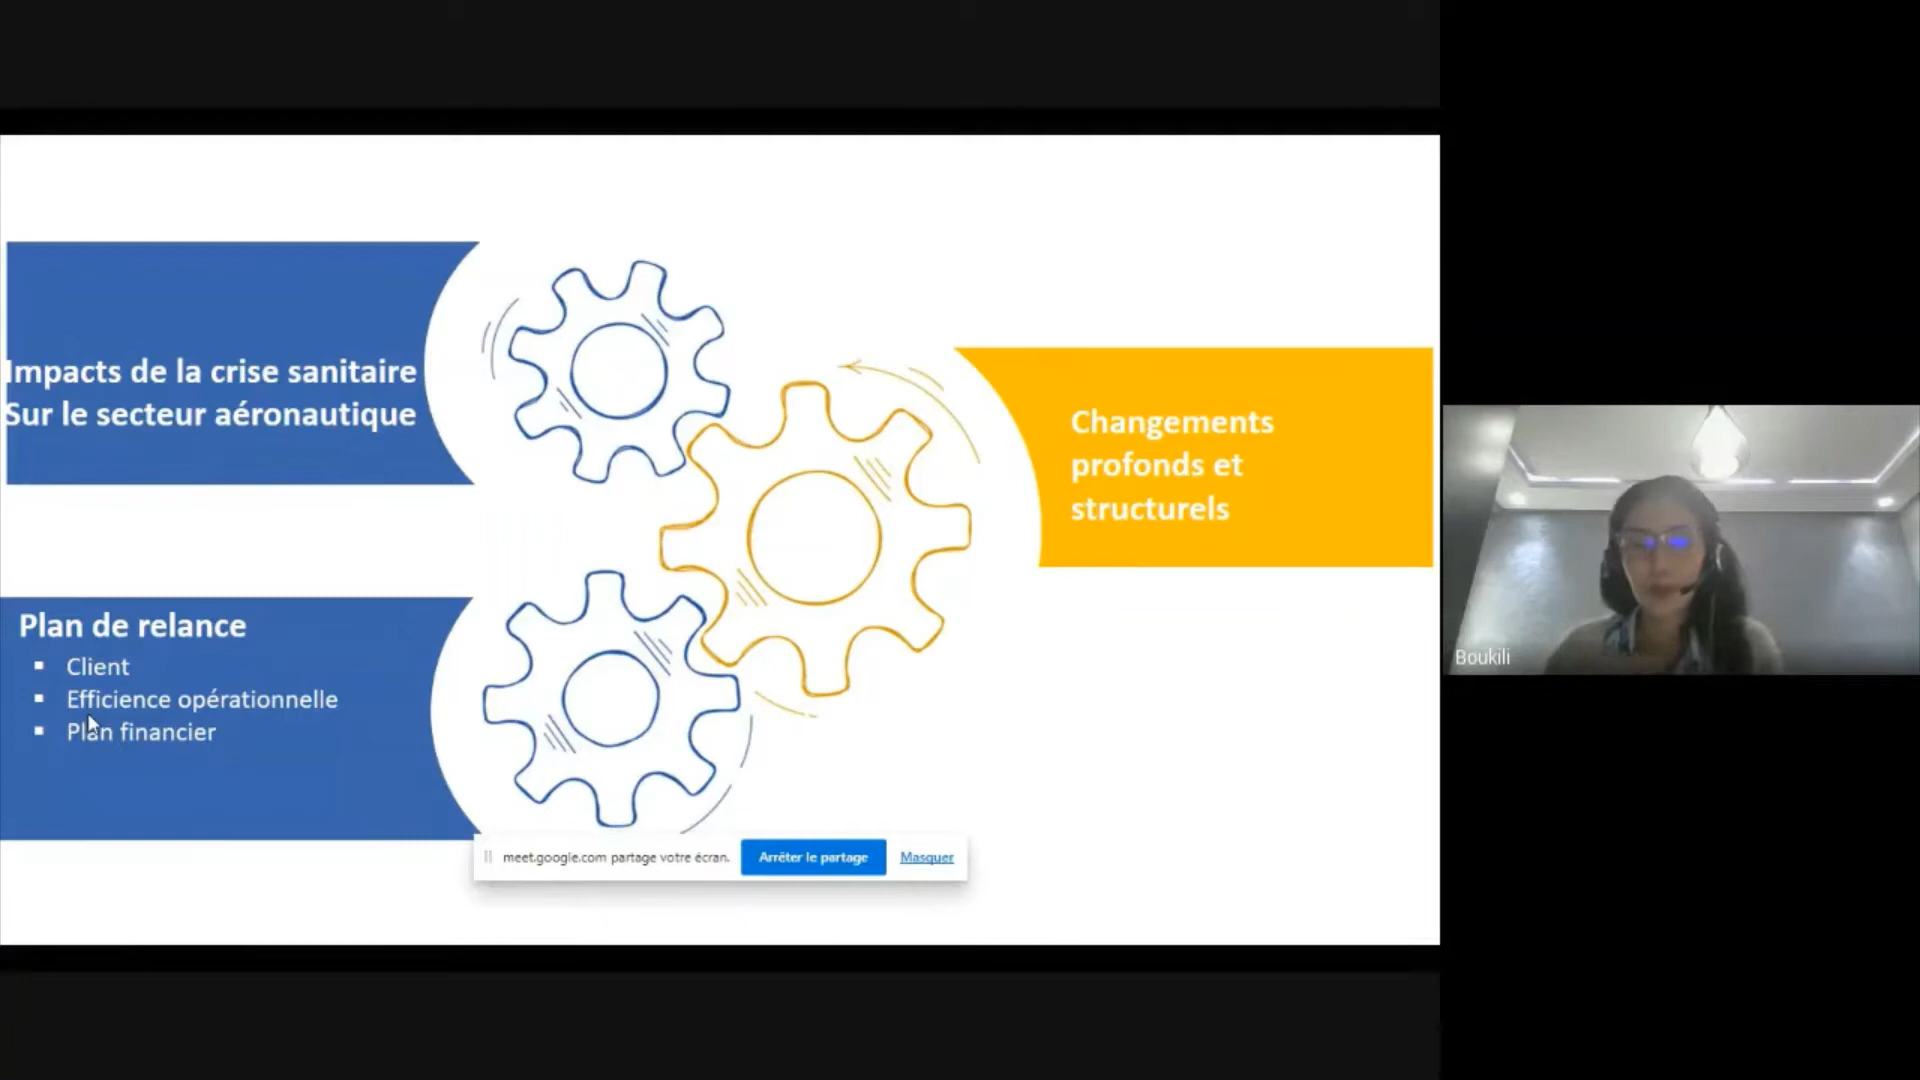 Impacts de la crise sanitaire
Sur le secteur aéronautique
Changements
profonds et
structurels
Plan de relance
▪ Client
▪ Efficience opérationnelle
▪ Plan financier
Boukili
meet.google.com partage votre écran.
Arrêter le partage
Masquer